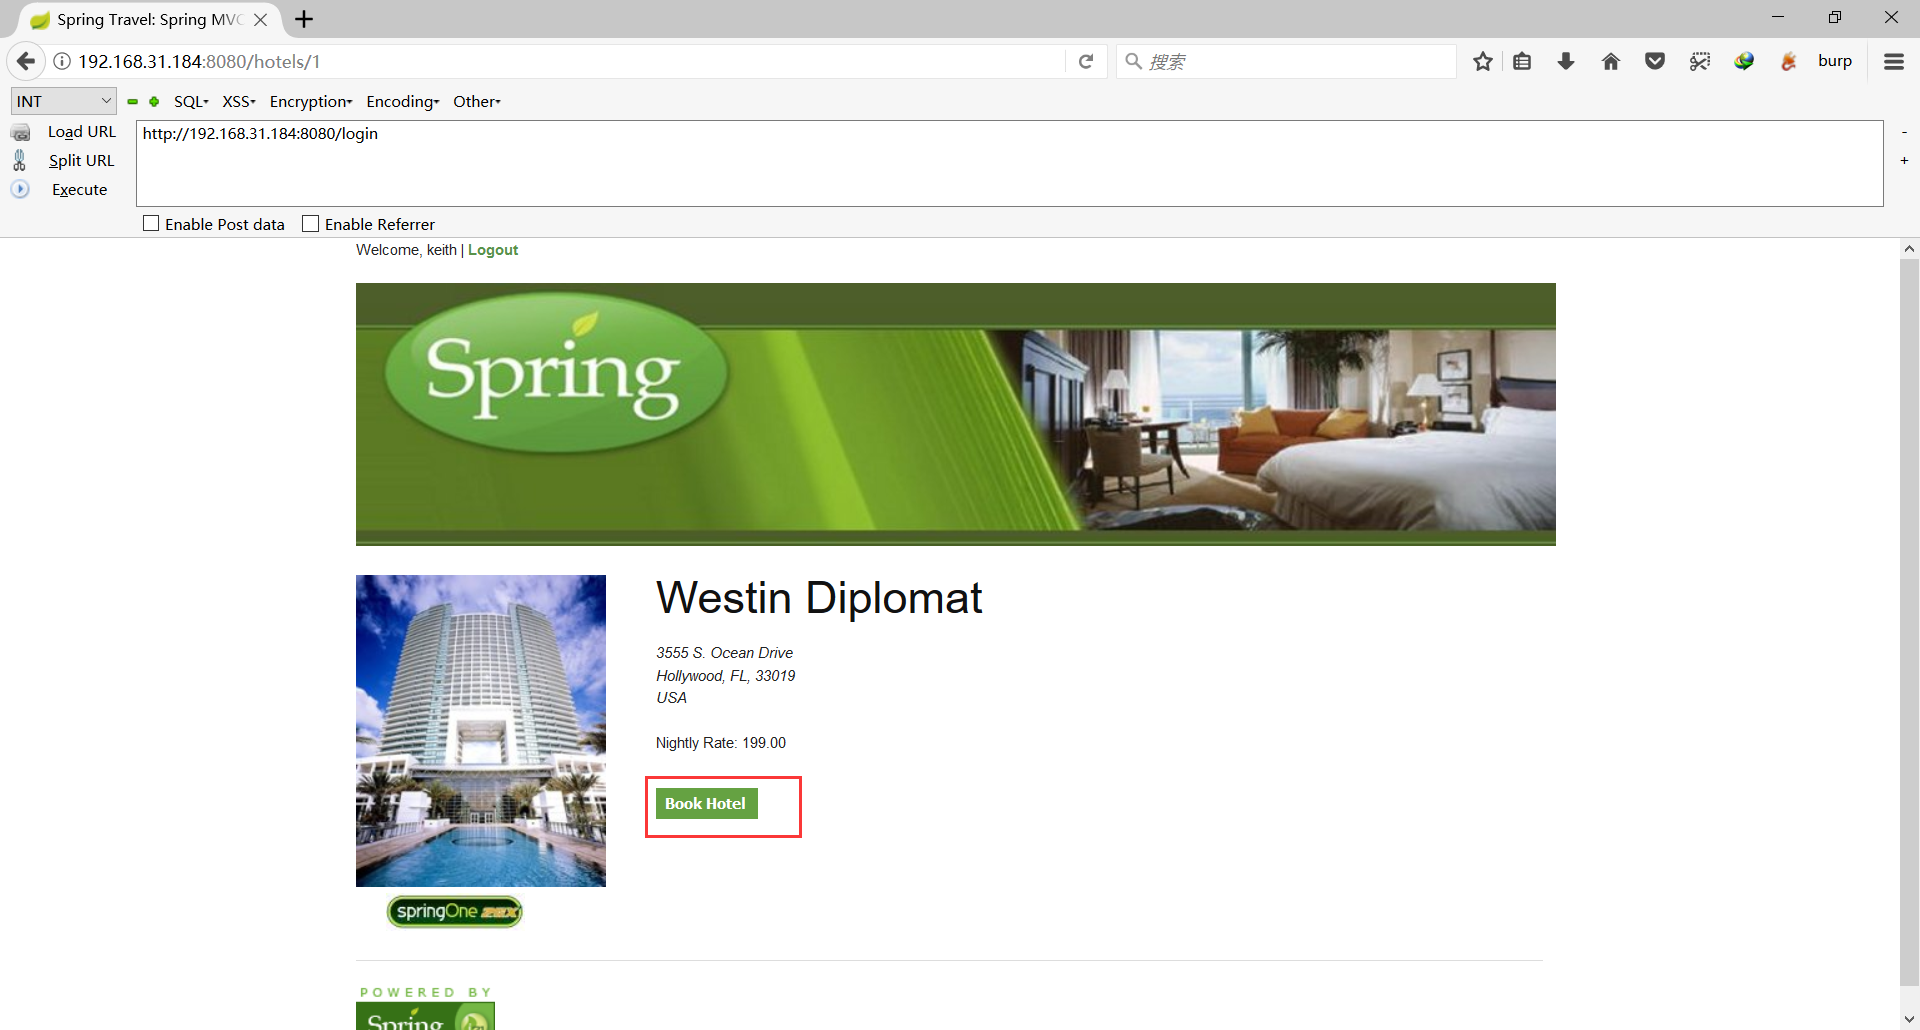 Spring Travel: Spring MVC
192.168.31.184:8080/hotels/1
搜索
burp
INT
SQL
XSS
Encryption
Encoding
Other
Load URL
http://192.168.31.184:8080/login
Split URL
Execute
-
+
Enable Post data
Enable Referrer
Welcome, keith | Logout
Spring
Westin Diplomat
3555 S. Ocean Drive
Hollywood, FL, 33019
USA
Nightly Rate: 199.00
Book Hotel
springOne 2GX
POWERED BY
Spring